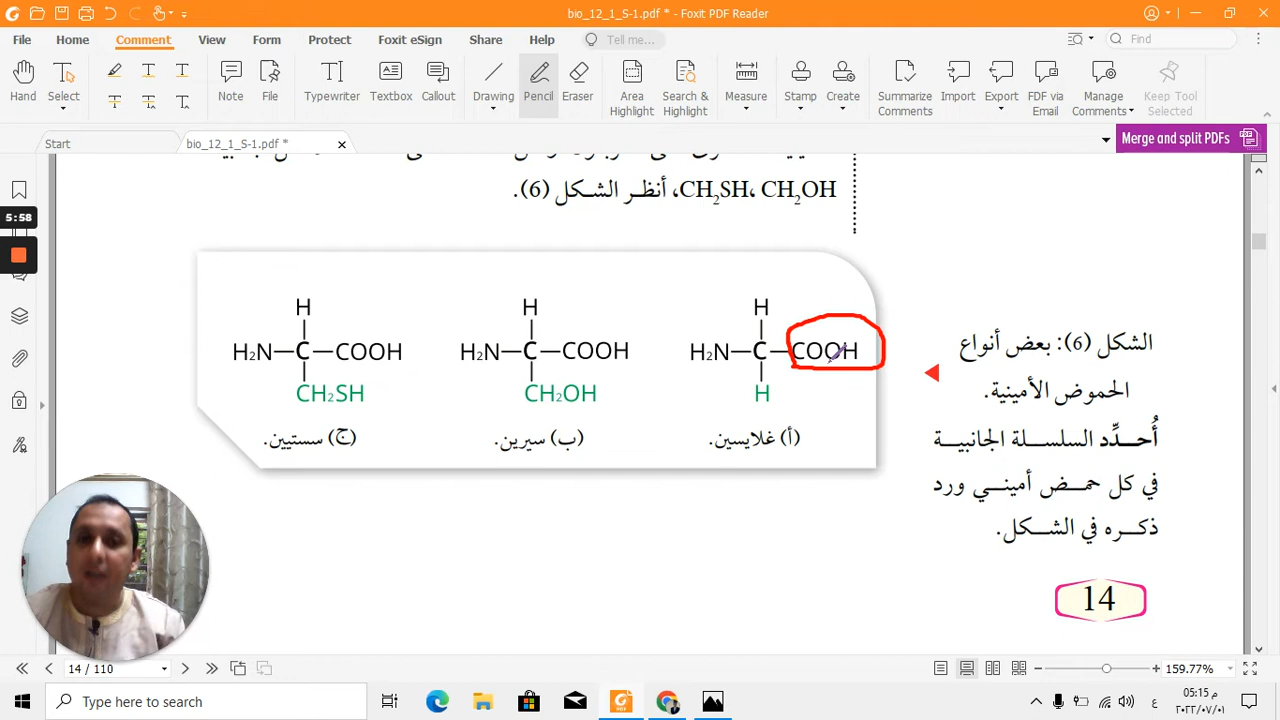 bio_12_1_S-1.pdf * - Foxit PDF Reader
File Home Comment View Form Protect Foxit eSign Share Help Tell me... Find
Hand Select Note File Typewriter Textbox Callout Drawing Pencil Eraser Area Highlight Search & Highlight Measure Stamp Create Summarize Comments Import Export FDF via Email Manage Comments Keep Tool Selected
Start bio_12_1_S-1.pdf * Merge and split PDFs
CH2SH، CH2OH، أنظر الشكل (6).
5:58
H H H
H2N—C—COOH H2N—C—COOH H2N—C—COOH
CH2SH CH2OH H
(أ) غلايسين.
(ب) سيرين.
(ج) سستيين.
الشكل (6): بعض أنواع
الحموض الأمينية.
أُحدِّد السلسلة الجانبية
في كل حمض أميني ورد
ذكره في الشكل.
14
14 / 110 159.77%
Type here to search
ع
05:15 م
٢٠٢٢/٠٧/٠١